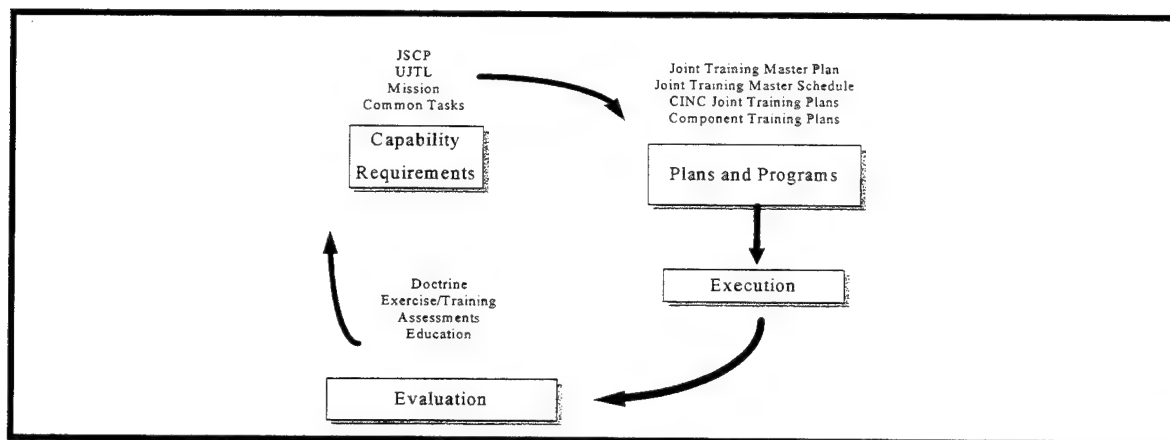 JSCP
UJTL
Mission
Common Tasks
Capability
Requirements
Joint Training Master Plan
Joint Training Master Schedule
CINC Joint Training Plans
Component Training Plans
Plans and Programs
Execution
Doctrine
Exercise/Training
Assessments
Education
Evaluation